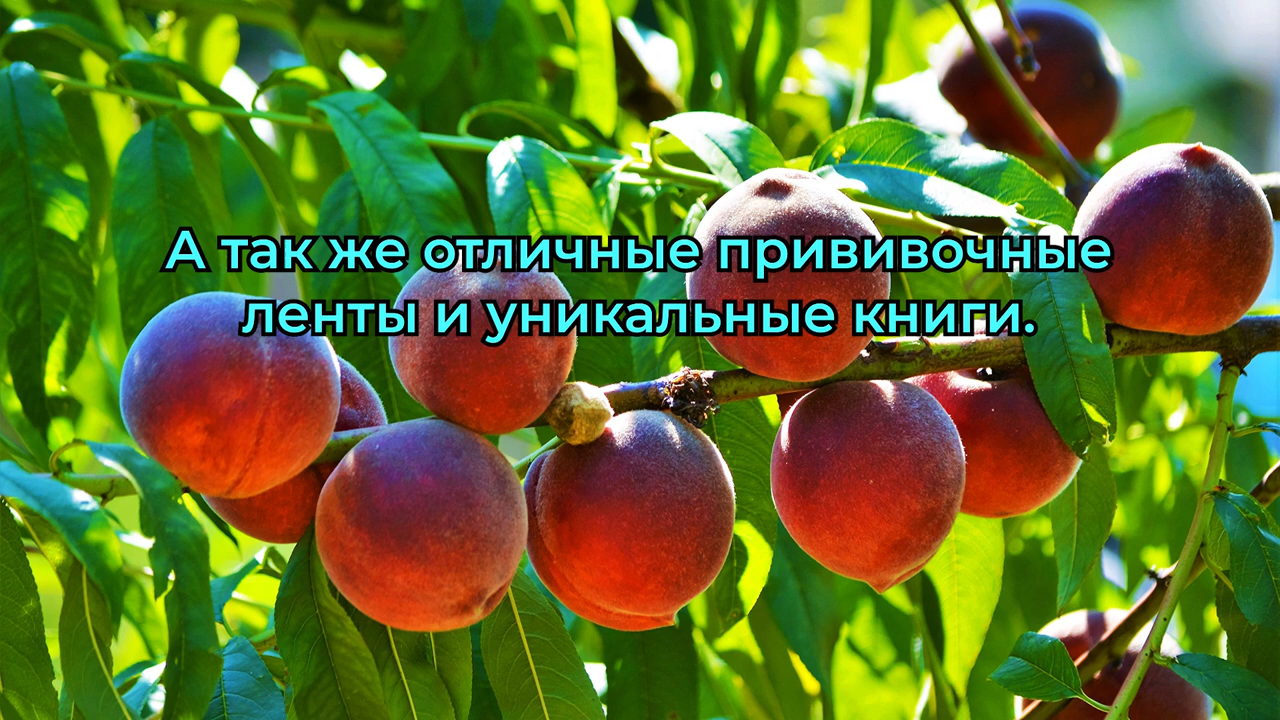 А так же отличные прививочные
ленты и уникальные книги.